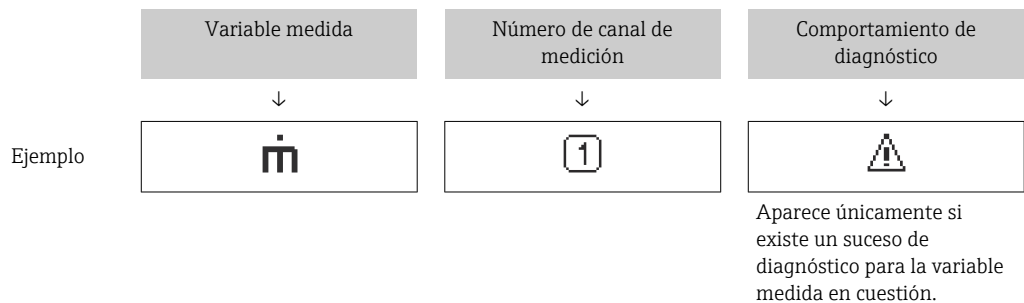 Variable medida
Número de canal de
medición
Comportamiento de
diagnóstico
↓ ↓ ↓
Ejemplo
ṁ
1
Aparece únicamente si
existe un suceso de
diagnóstico para la variable
medida en cuestión.